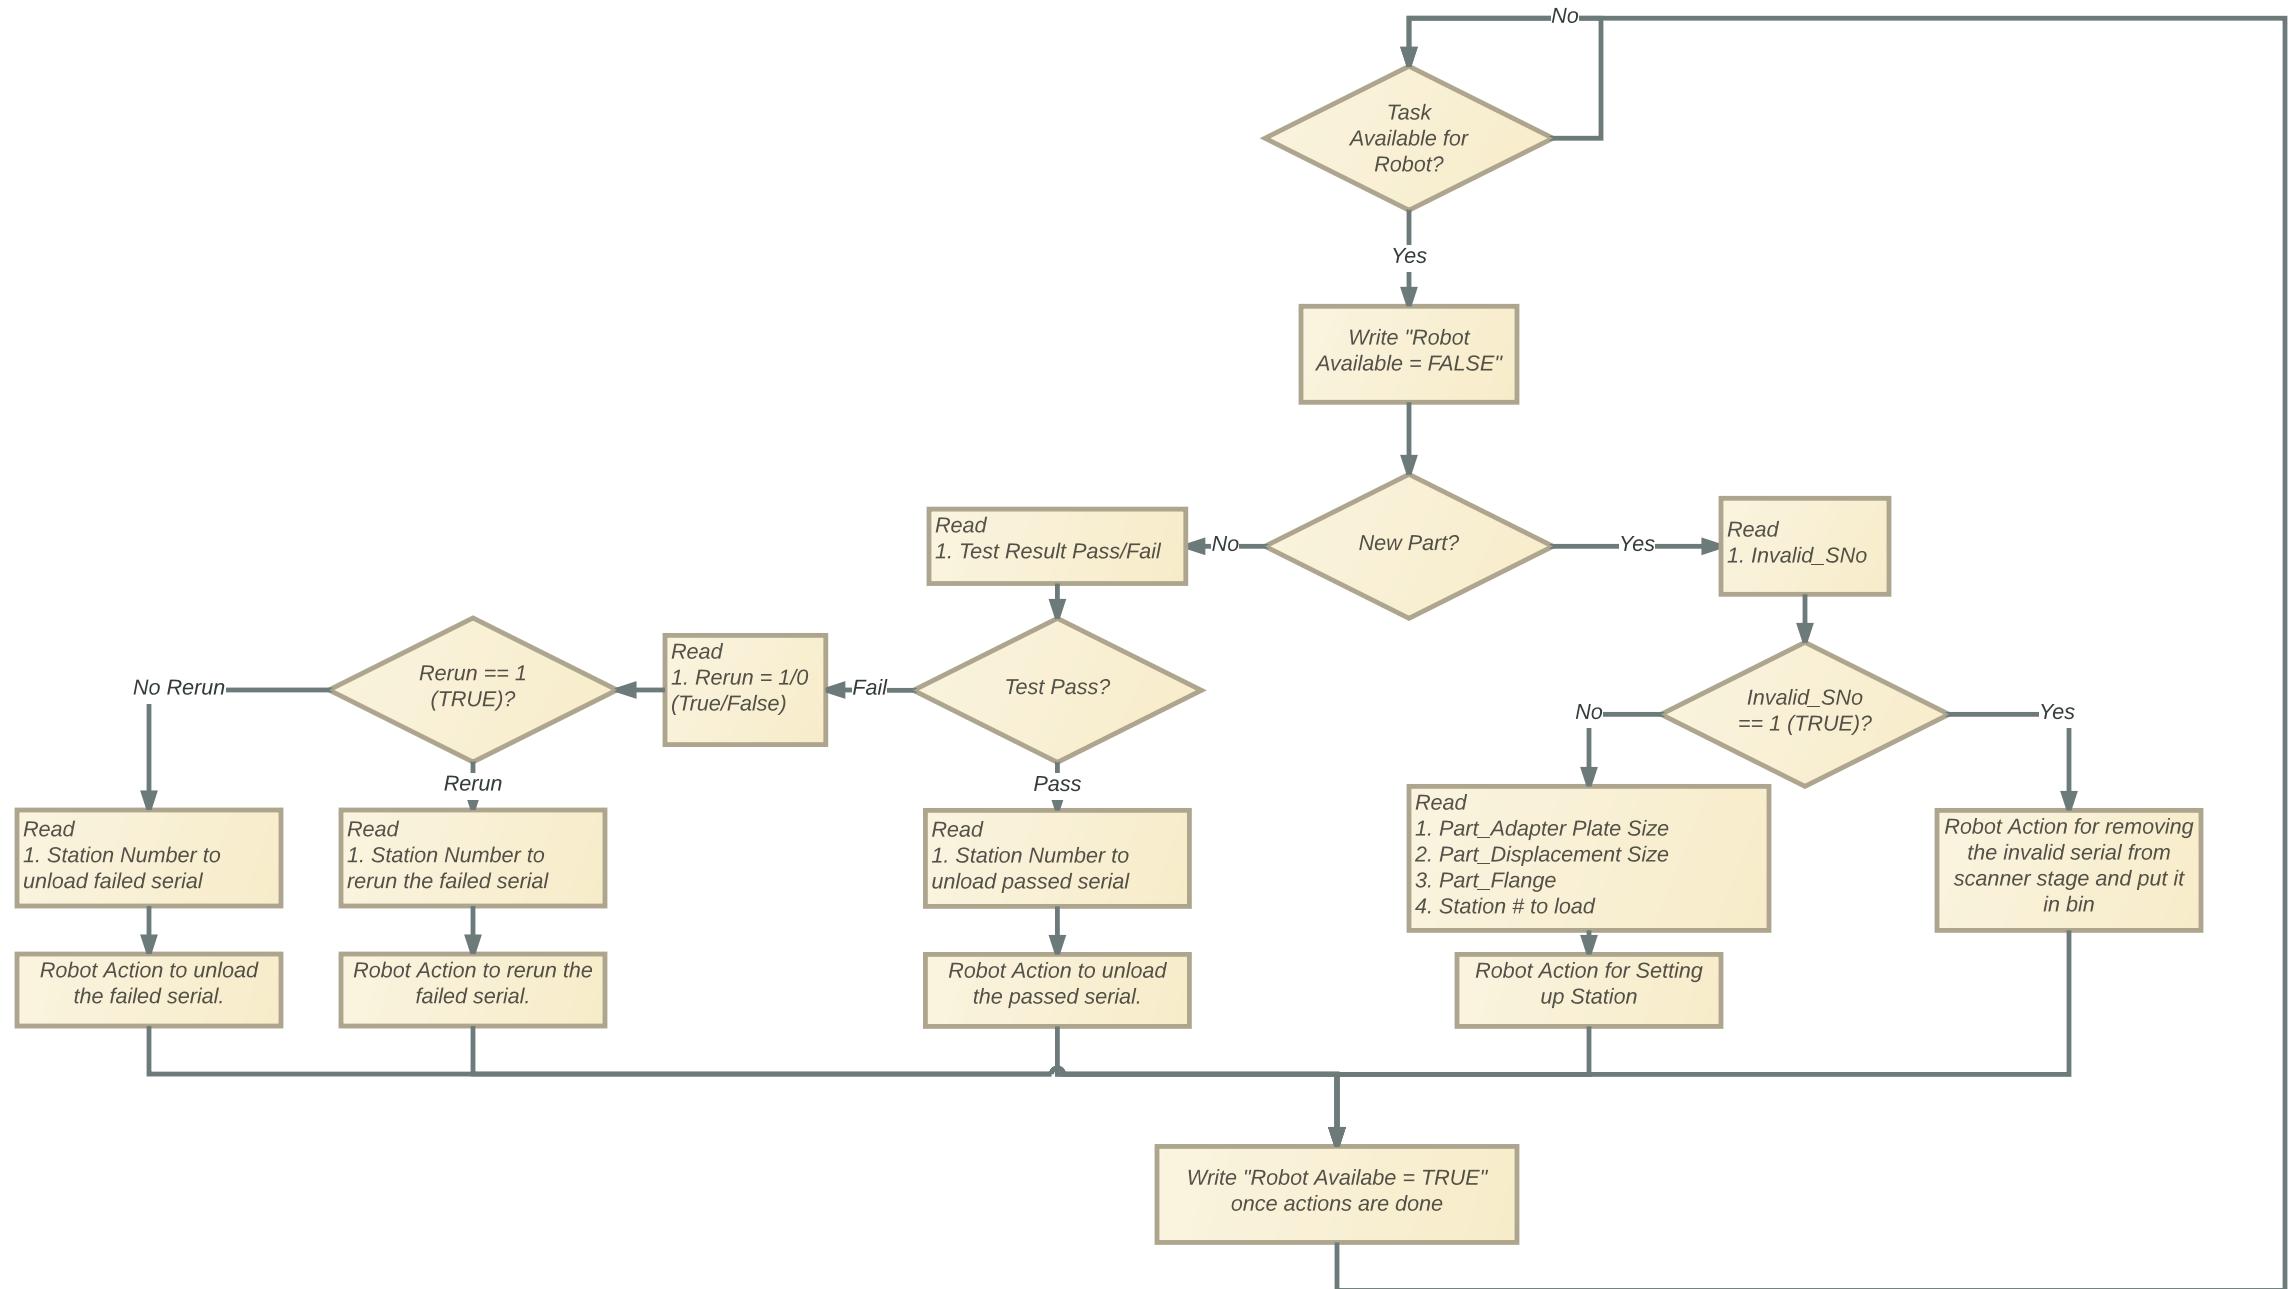 No
Task
Available for
Robot?
Yes
Write "Robot
Available = FALSE"
New Part?
No
Yes
Read
1. Test Result Pass/Fail
Read
1. Invalid_SNo
Test Pass?
Fail
Read
1. Rerun = 1/0
(True/False)
Rerun == 1
(TRUE)?
No Rerun
Rerun
Pass
Invalid_SNo
== 1 (TRUE)?
No
Yes
Read
1. Station Number to
unload failed serial
Read
1. Station Number to
rerun the failed serial
Read
1. Station Number to
unload passed serial
Read
1. Part_Adapter Plate Size
2. Part_Displacement Size
3. Part_Flange
4. Station # to load
Robot Action for removing
the invalid serial from
scanner stage and put it
in bin
Robot Action to unload
the failed serial.
Robot Action to rerun the
failed serial.
Robot Action to unload
the passed serial.
Robot Action for Setting
up Station
Write "Robot Availabe = TRUE"
once actions are done